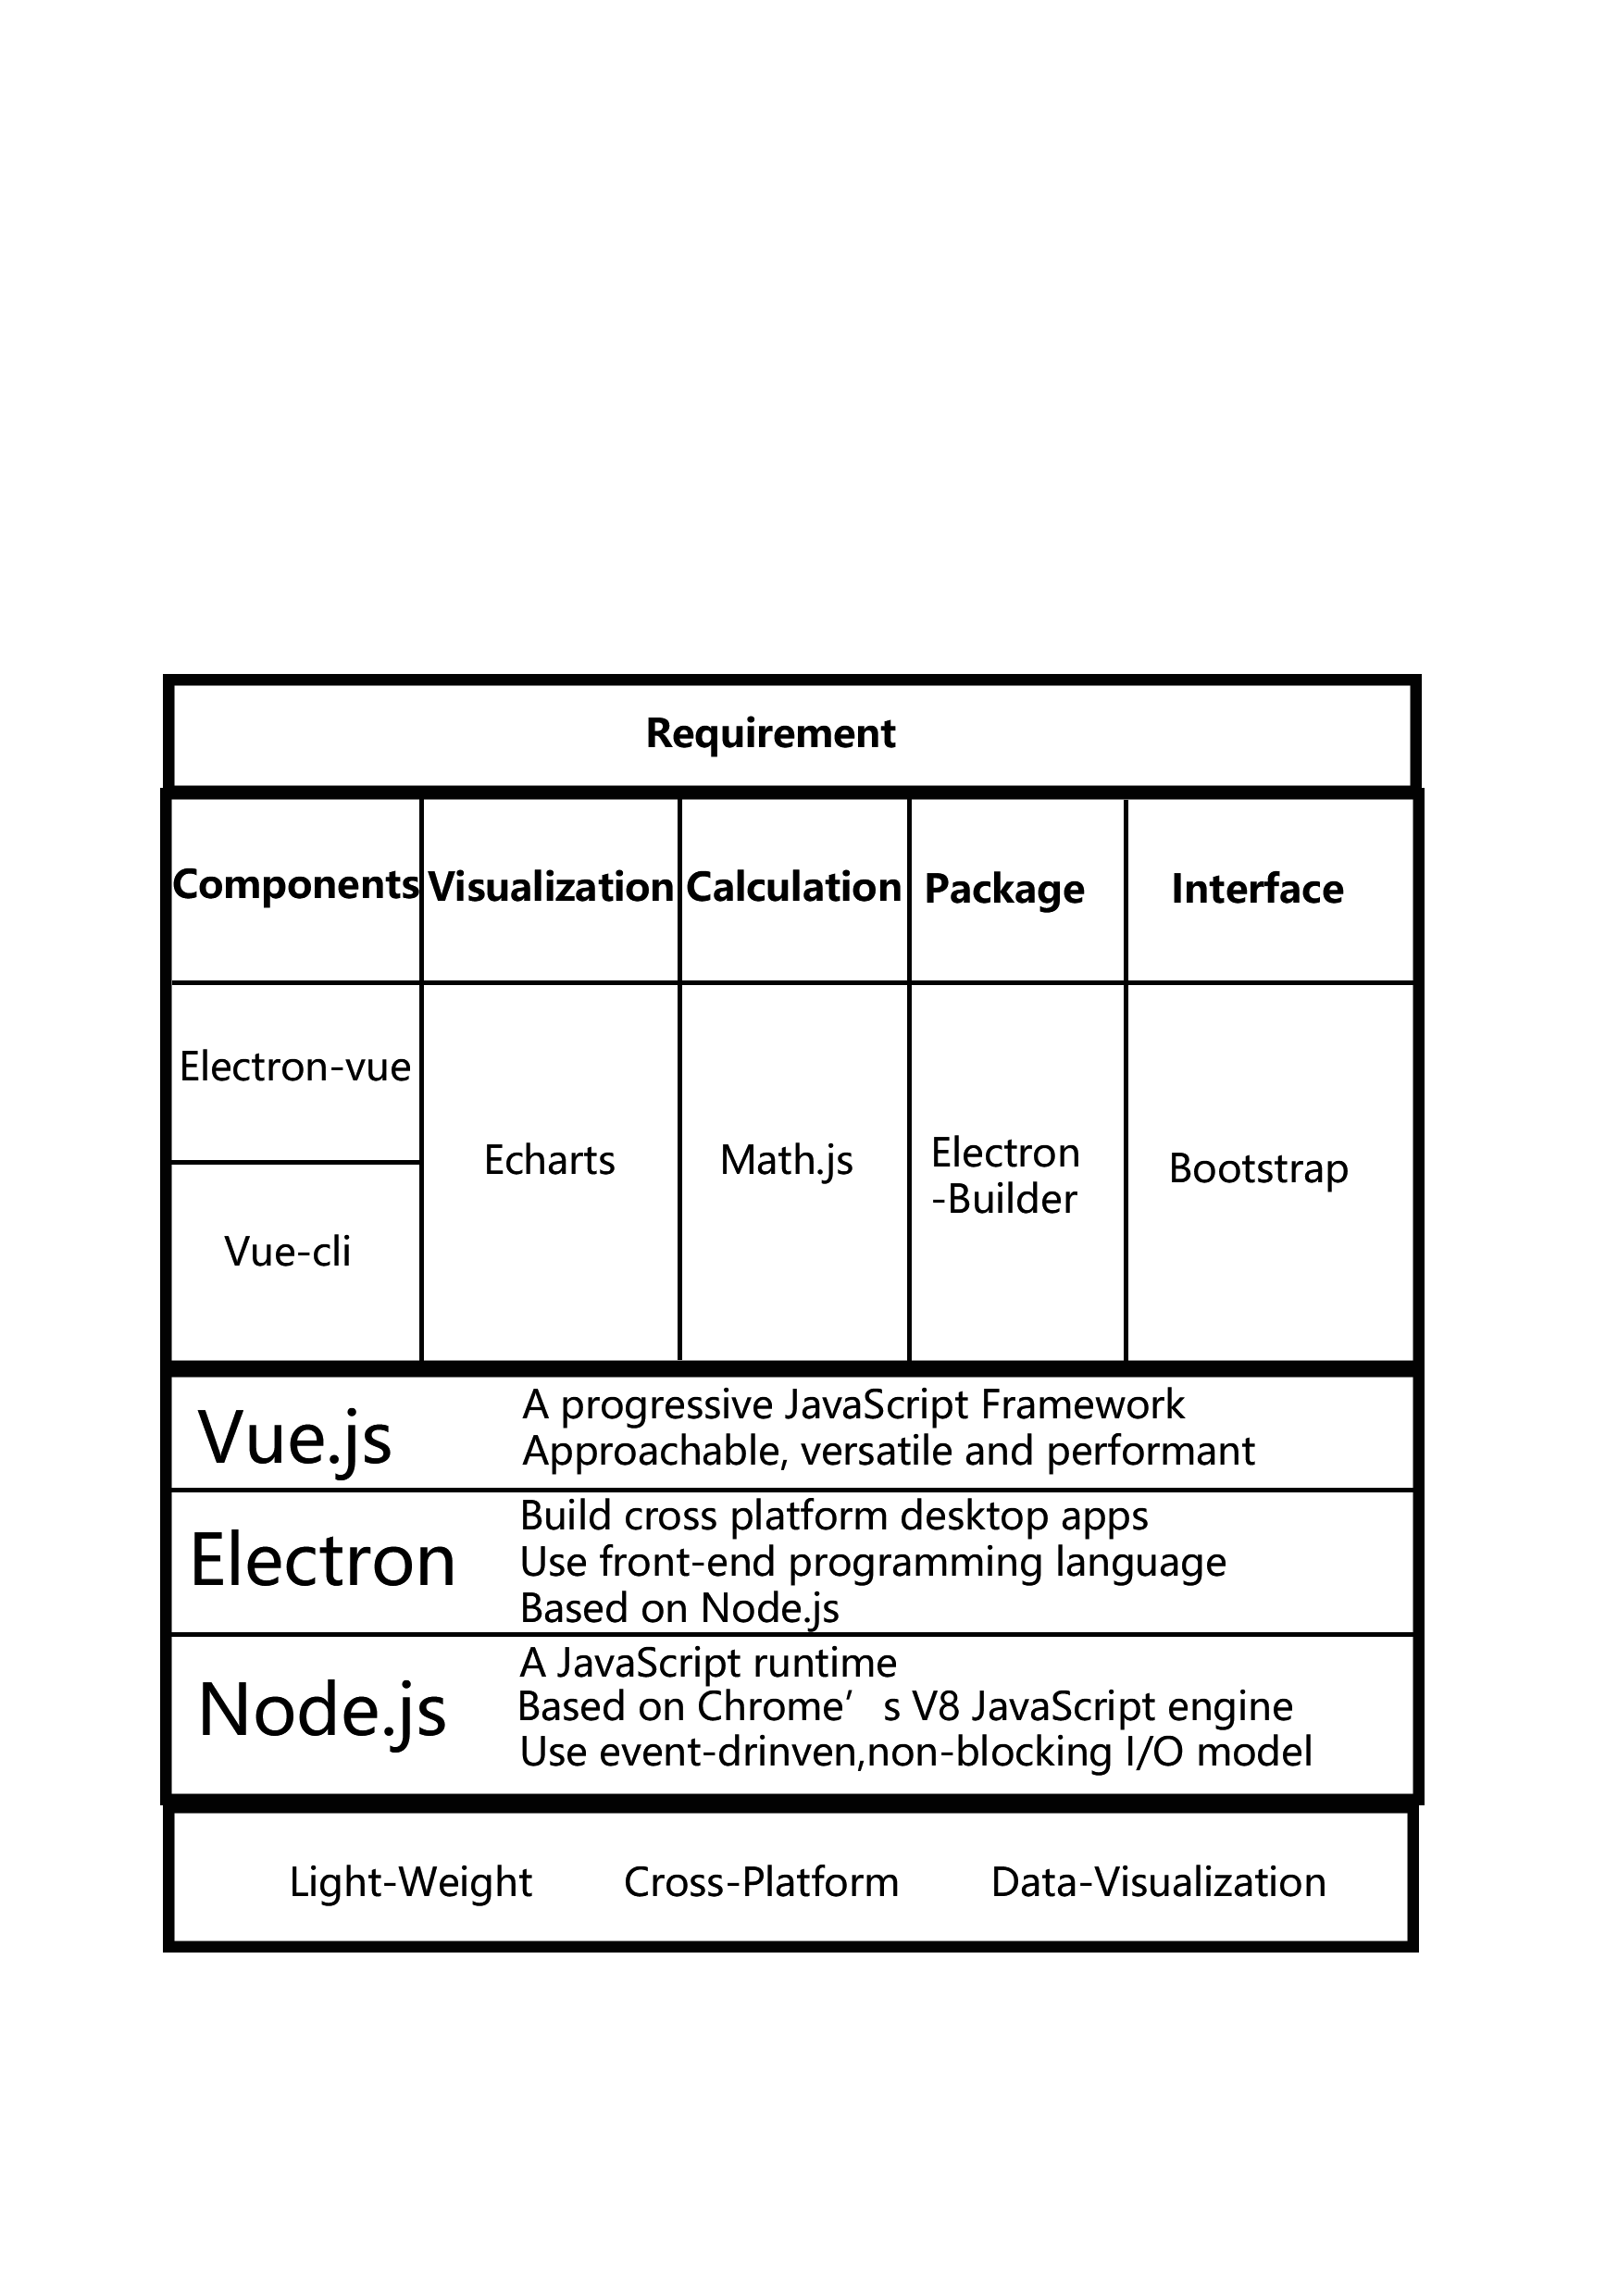 Requirement
Components Visualization Calculation Package Interface
Electron-vue
Vue-cli
Echarts
Math.js
Electron
-Builder
Bootstrap
Vue.js
A progressive JavaScript Framework
Approachable, versatile and performant
Electron
Build cross platform desktop apps
Use front-end programming language
Based on Node.js
Node.js
A JavaScript runtime
Based on Chrome’s V8 JavaScript engine
Use event-drinven,non-blocking I/O model
Light-Weight Cross-Platform Data-Visualization